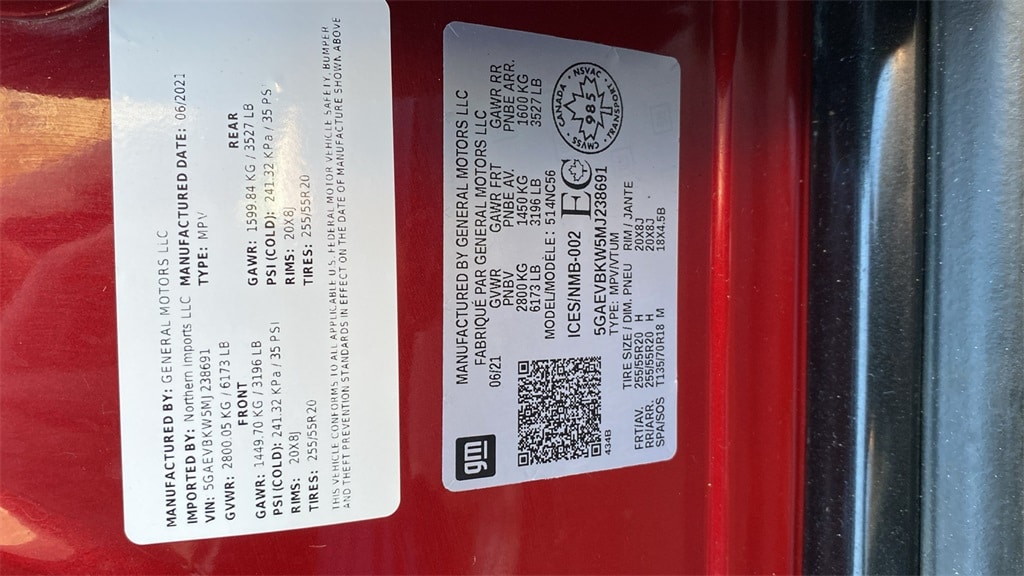 MANUFACTURED BY: GENERAL MOTORS LLC
IMPORTED BY: Northern Imports LLC MANUFACTURED DATE: 06/2021
VIN: 5GAEVBKW5MJ238691 TYPE: MPV
GVWR: 2800.05 KG / 6173 LB
FRONT REAR
GAWR: 1449.70 KG / 3196 LB GAWR: 1599.84 KG / 3527 LB
PSI (COLD): 241.32 KPa / 35 PSI PSI (COLD): 241.32 KPa / 35 PS
RIMS: 20X8J RIMS: 20X8J
TIRES: 255/55R20 TIRES: 255/55R20
THIS VEHICLE CONFORMS TO ALL APPLICABLE U.S. FEDERAL MOTOR VEHICLE SAFETY, BUMPER
AND THEFT PREVENTION STANDARDS IN EFFECT ON THE DATE OF MANUFACTURE SHOWN ABOVE
gm
MANUFACTURED BY GENERAL MOTORS LLC
FABRIQUÉ PAR GENERAL MOTORS LLC
06/21 GVWR GAWR FRT GAWR RR
PNBV PNBE AV. PNBE ARR.
2800 KG 1450 KG 1600 KG
6173 LB 3196 LB 3527 LB
MODEL/MODÈLE: 514NC56
ICES/NMB-002
5GAEVBKW5MJ238691
TYPE: MPV/VTUM
434B
TIRE SIZE / DIM. PNEU RIM / JANTE
FRT/AV. 255/55R20 H 20X8J
RR/ARR. 255/55R20 H 20X8J
SPA/SOS T135/70R18 M 18X4.5B
CANADA NSVAC CMVSS